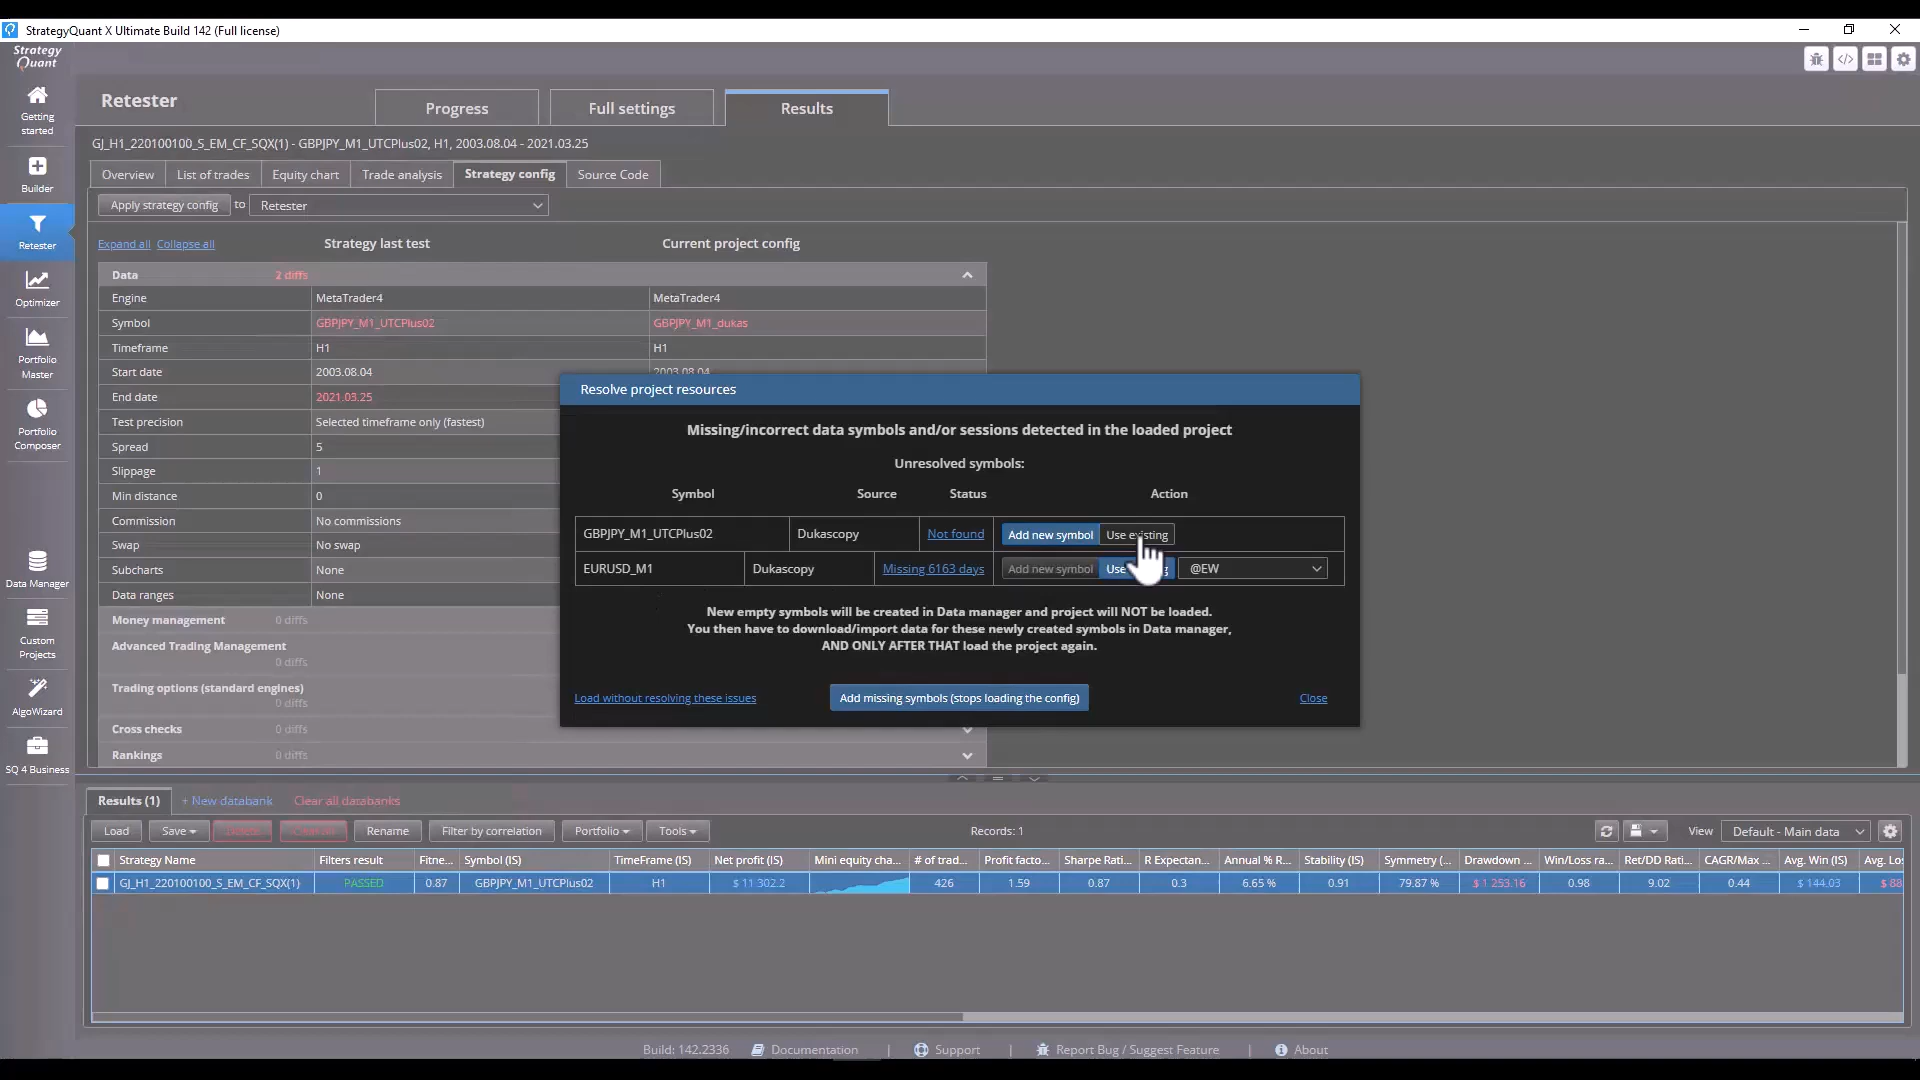 StrategyQuant X Ultimate Build 142 (Full license)
Strategy
Quant
Getting
started
Builder
Retester
Optimizer
Portfolio
Master
Portfolio
Composer
Data Manager
Custom
Projects
AlgoWizard
SQ 4 Business
Retester
Progress
Full settings
Results
GJ_H1_220100100_S_EM_CF_SQX(1) - GBPJPY_M1_UTCPlus02, H1, 2003.08.04 - 2021.03.25
Overview
List of trades
Equity chart
Trade analysis
Strategy config
Source Code
Apply strategy config to Retester
Expand all Collapse all Strategy last test Current project config
Data 2 diffs
Engine MetaTrader4 MetaTrader4
Symbol GBPJPY_M1_UTCPlus02 GBPJPY_M1_dukas
Timeframe H1 H1
Start date 2003.08.04 2003.08.04
End date 2021.03.25
Test precision Selected timeframe only (fastest)
Spread 5
Slippage 1
Min distance 0
Commission No commissions
Swap No swap
Subcharts None
Data ranges None
Money management 0 diffs
Advanced Trading Management
0 diffs
Trading options (standard engines)
0 diffs
Cross checks 0 diffs
Rankings 0 diffs
Resolve project resources
Missing/incorrect data symbols and/or sessions detected in the loaded project
Unresolved symbols:
Symbol Source Status Action
GBPJPY_M1_UTCPlus02 Dukascopy Not found Add new symbol Use existing
EURUSD_M1 Dukascopy Missing 6163 days Add new symbol @EW
New empty symbols will be created in Data manager and project will NOT be loaded.
You then have to download/import data for these newly created symbols in Data manager,
AND ONLY AFTER THAT load the project again.
Load without resolving these issues Add missing symbols (stops loading the config) Close
Results (1) + New databank Clear all databanks
Load Save Rename Filter by correlation Portfolio Tools Records: 1 View Default - Main data
Strategy Name Filters result Fitne... Symbol (IS) TimeFrame (IS) Net profit (IS) Mini equity cha... # of trad... Profit facto... Sharpe Rati... R Expectan... Annual % R... Stability (IS) Symmetry (... Drawdown ... Win/Loss ra... Ret/DD Rati... CAGR/Max ... Avg. Win (IS) Avg. Lo
GJ_H1_220100100_S_EM_CF_SQX(1) PASSED 0.87 GBPJPY_M1_UTCPlus02 H1 $ 11 302.2 426 1.59 0.87 0.3 6.65 % 0.91 79.87 % $ 1 253.16 0.98 9.02 0.44 $ 144.03 $ 88
Build: 142.2336 Documentation | Support | Report Bug / Suggest Feature | About